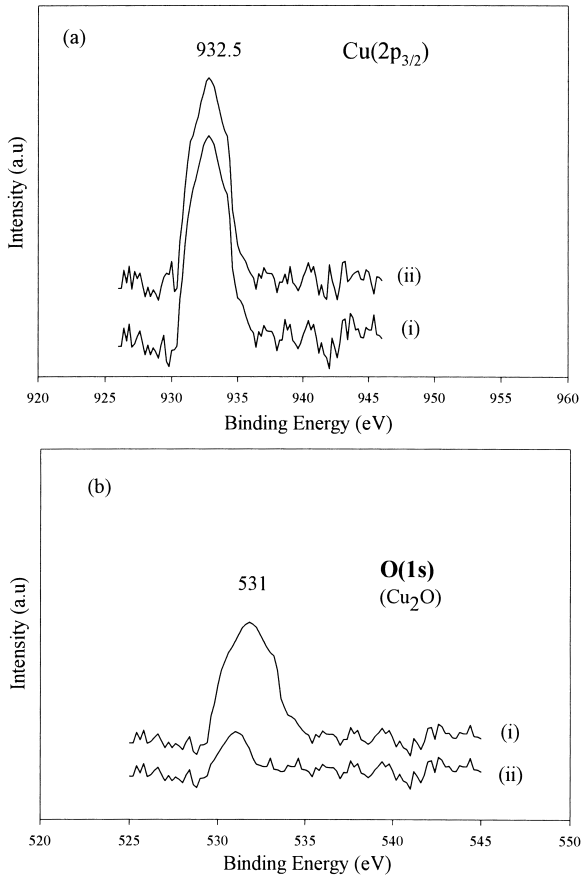 (a)
932.5
Cu(2p3/2)
Intensity (a.u)
(ii)
(i)
920 925 930 935 940 945 950 955 960
Binding Energy (eV)
(b)
O(1s)
(Cu2O)
531
Intensity (a.u)
(i)
(ii)
520 525 530 535 540 545 550
Binding Energy (eV)